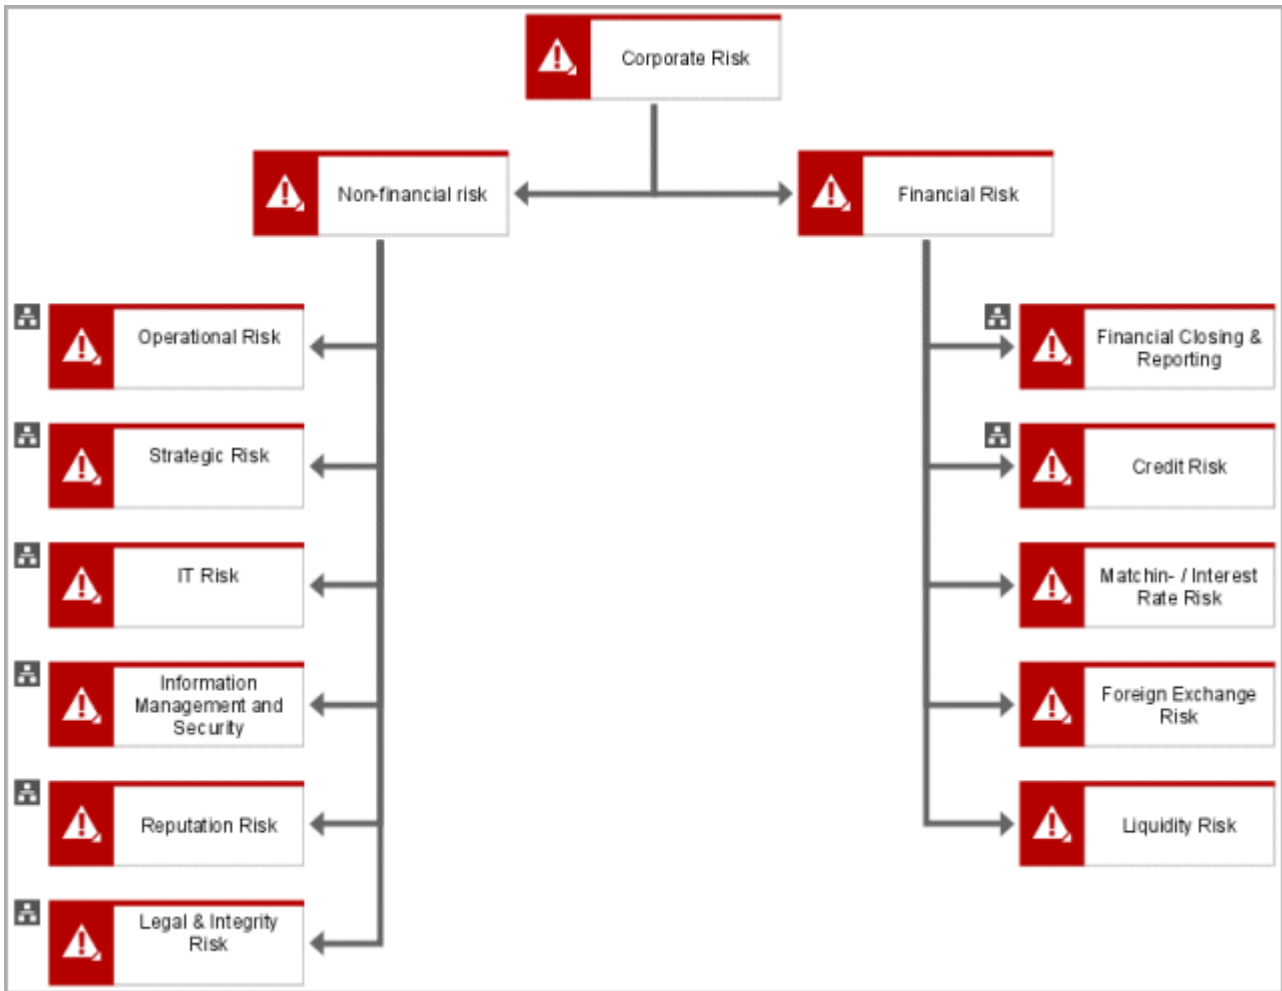 Corporate Risk
Non-financial risk
Financial Risk
Operational Risk
Strategic Risk
IT Risk
Information
Management and
Security
Reputation Risk
Legal & Integrity
Risk
Financial Closing &
Reporting
Credit Risk
Matchin- / Interest
Rate Risk
Foreign Exchange
Risk
Liquidity Risk